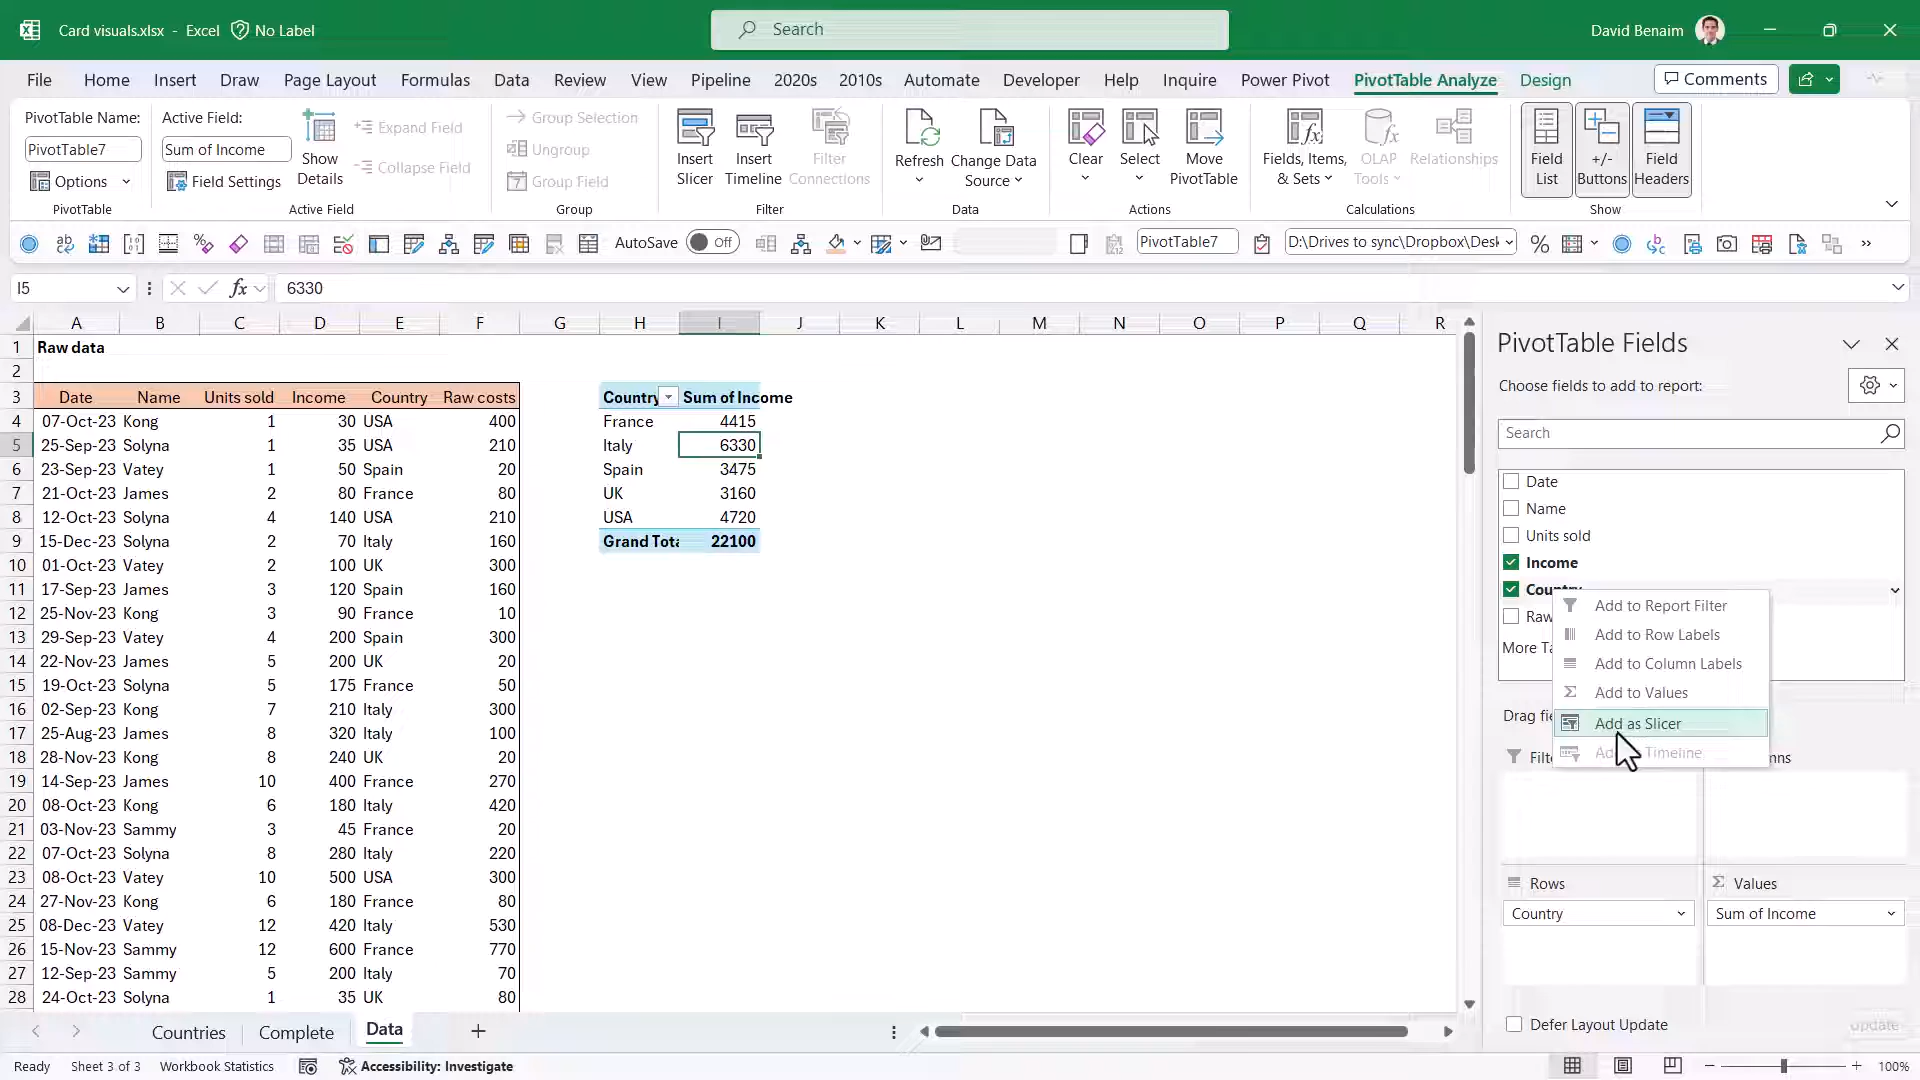 Card visuals.xlsx - Excel No Label
Search
David Benaim
File Home Insert Draw Page Layout Formulas Data Review View Pipeline 2020s 2010s Automate Developer Help Inquire Power Pivot PivotTable Analyze Design Comments
PivotTable Name:
PivotTable7
Options
PivotTable
Active Field:
Sum of Income
Field Settings
Show Details
Expand Field
Collapse Field
Active Field
Group Selection
Ungroup
Group Field
Group
Insert Slicer
Insert Timeline
Filter Connections
Filter
Refresh
Change Data Source
Data
Clear
Select
Move PivotTable
Actions
Fields, Items, & Sets
OLAP Tools
Relationships
Calculations
Field List
+/- Buttons
Field Headers
Show
AutoSave Off PivotTable7 D:\Drives to sync\Dropbox\Desk
I5 fx 6330
A B C D E F G H I J K L M N O P Q R
1 Raw data
2
3 Date Name Units sold Income Country Raw costs Country Sum of Income
4 07-Oct-23 Kong 1 30 USA 400 France 4415
5 25-Sep-23 Solyna 1 35 USA 210 Italy 6330
6 23-Sep-23 Vatey 1 50 Spain 20 Spain 3475
7 21-Oct-23 James 2 80 France 80 UK 3160
8 12-Oct-23 Solyna 4 140 USA 210 USA 4720
9 15-Dec-23 Solyna 2 70 Italy 160 Grand Tota 22100
10 01-Oct-23 Vatey 2 100 UK 300
11 17-Sep-23 James 3 120 Spain 160
12 25-Nov-23 Kong 3 90 France 10
13 29-Sep-23 Vatey 4 200 Spain 300
14 22-Nov-23 James 5 200 UK 20
15 19-Oct-23 Solyna 5 175 France 50
16 02-Sep-23 Kong 7 210 Italy 300
17 25-Aug-23 James 8 320 Italy 100
18 28-Nov-23 Kong 8 240 UK 20
19 14-Sep-23 James 10 400 France 270
20 08-Oct-23 Kong 6 180 Italy 420
21 03-Nov-23 Sammy 3 45 France 20
22 07-Oct-23 Solyna 8 280 Italy 220
23 08-Oct-23 Vatey 10 500 USA 300
24 27-Nov-23 Kong 6 180 France 80
25 08-Dec-23 Vatey 12 420 Italy 530
26 15-Nov-23 Sammy 12 600 France 770
27 12-Sep-23 Sammy 5 200 Italy 70
28 24-Oct-23 Solyna 1 35 UK 80
PivotTable Fields
Choose fields to add to report:
Search
Date
Name
Units sold
Income
Country
Raw
More Ta
Add to Report Filter
Add to Row Labels
Add to Column Labels
Add to Values
Add as Slicer
Timeline
Drag fie
Filte
mns
Rows
Country
Values
Sum of Income
Defer Layout Update
Update
Countries Complete Data
Ready Sheet 3 of 3 Workbook Statistics Accessibility: Investigate 100%